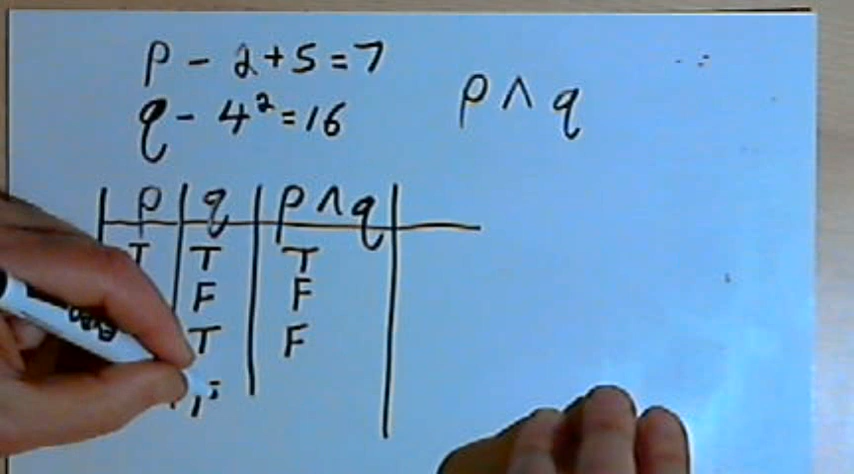 p - 2+5=7
q - 4²=16
p ∧ q
p q p ∧ q
T T T
F F
T F